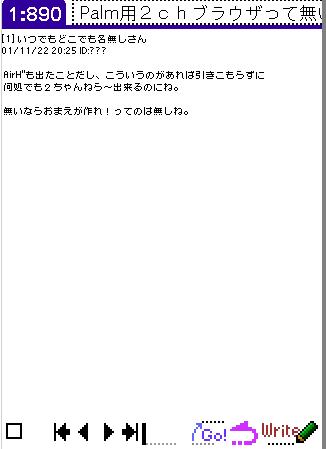 1:890 Palm用２ｃｈブラウザって無い
[1]いつでもどこでも名無しさん
01/11/22 20:25 ID:???
AirH"も出たことだし、こういうのがあれば引きこもらずに
何処でも２ちゃんねら～出来るのにね。
無いならおまえが作れ！ってのは無しね。
Go! Write